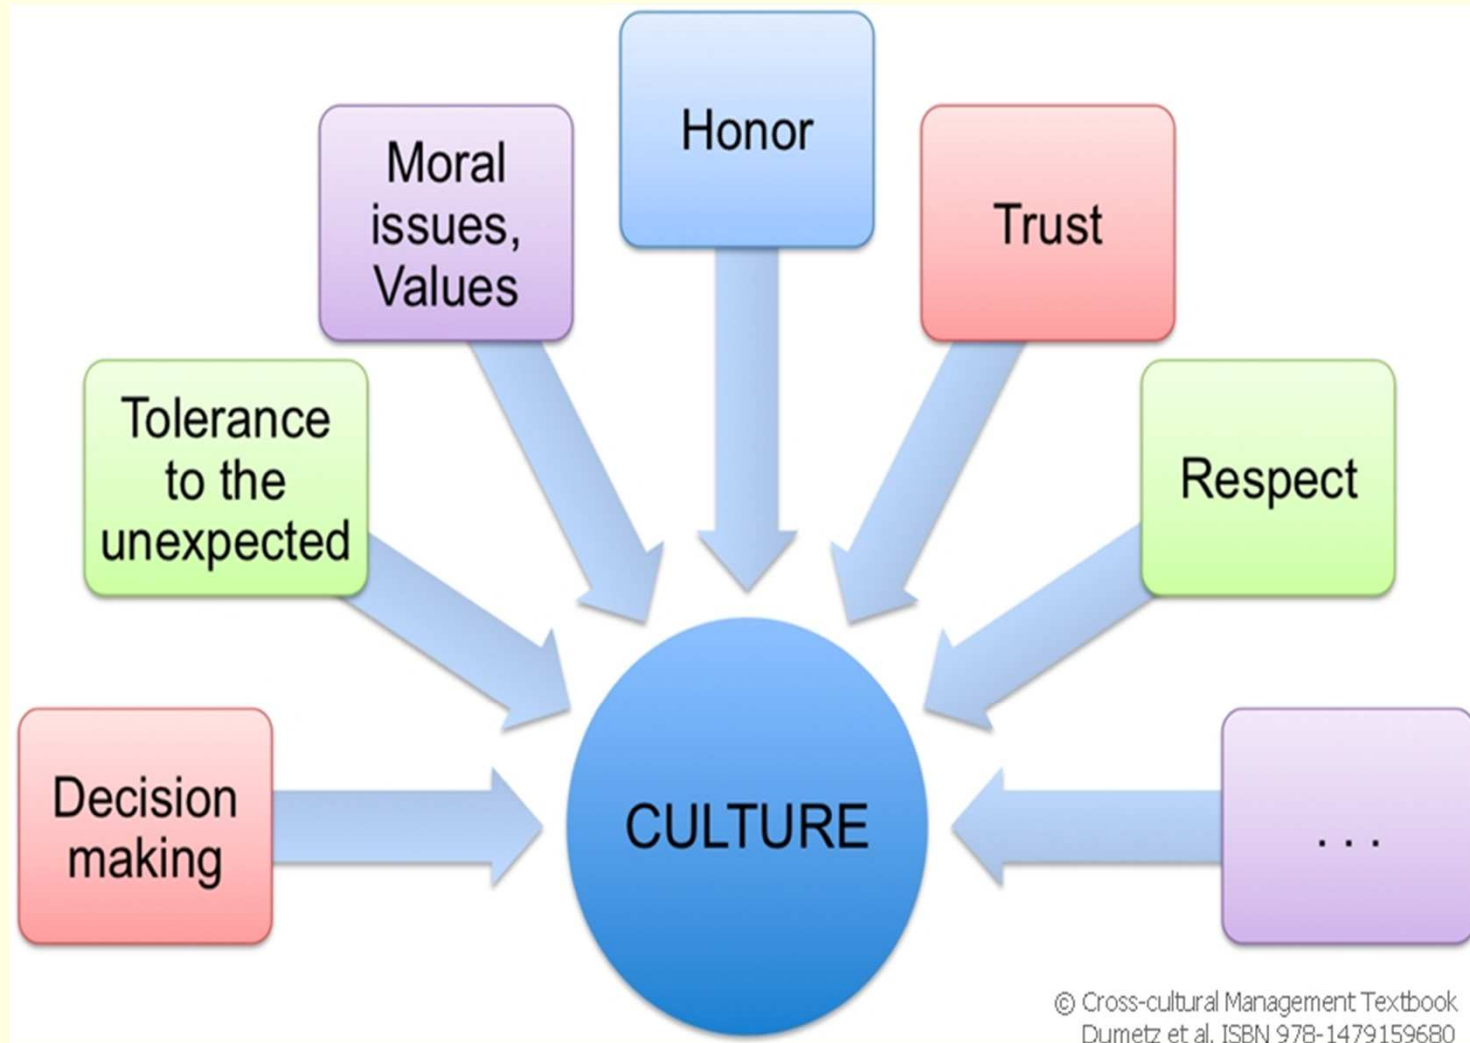 Decision
making
Tolerance
to the
unexpected
Moral
issues,
Values
Honor
Trust
Respect
. . .
CULTURE
© Cross-cultural Management Textbook
Dumetz et al. ISBN 978-1479159680